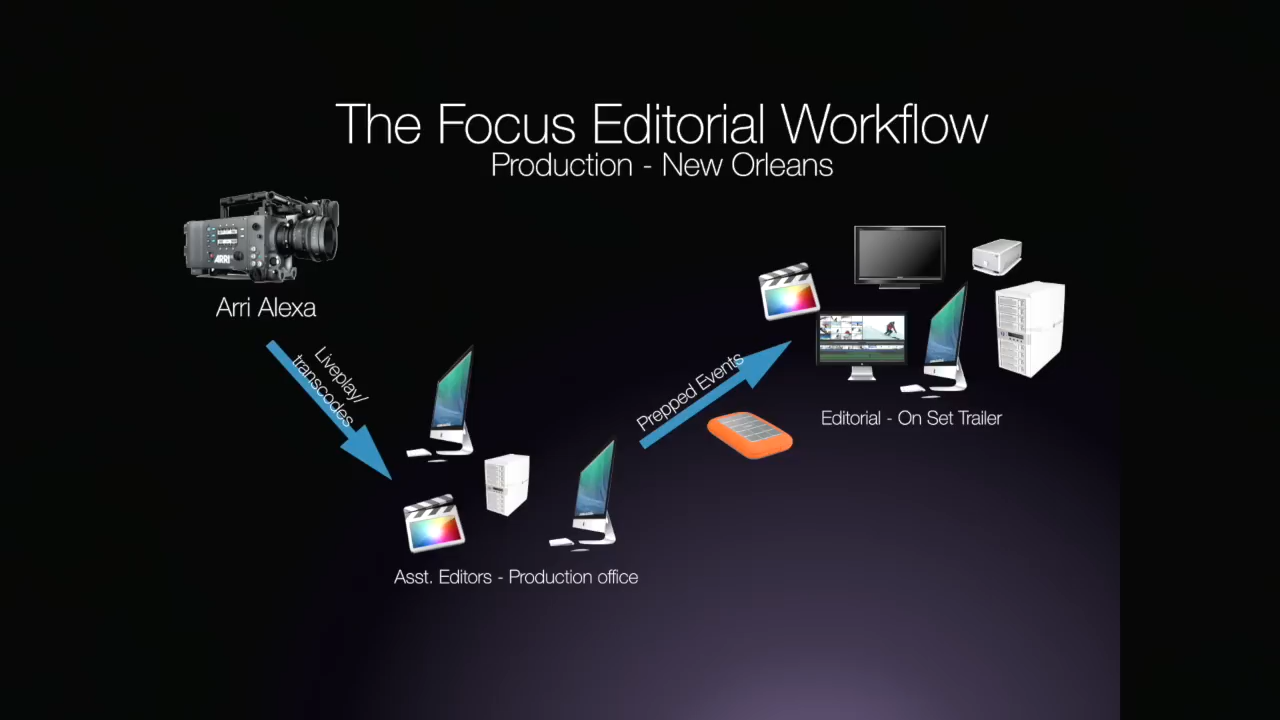 The Focus Editorial Workflow
Production - New Orleans
ARRI
Arri Alexa
Liveplay/
transcodes
Prepped Events
Editorial - On Set Trailer
Asst. Editors - Production office